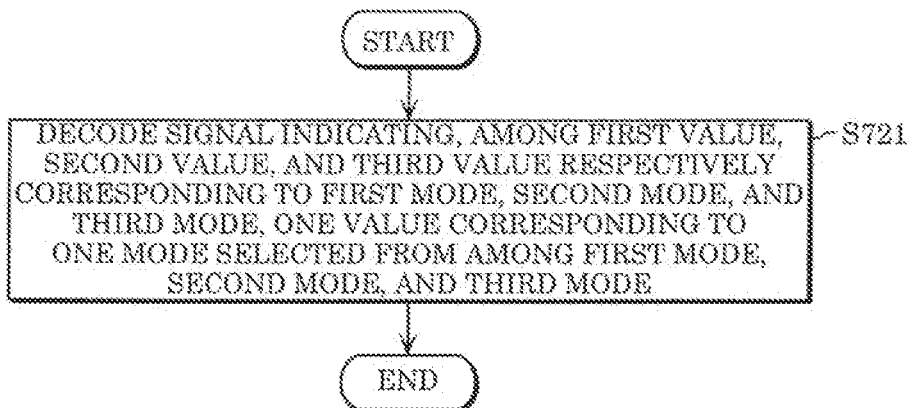 START
DECODE SIGNAL INDICATING, AMONG FIRST VALUE,
SECOND VALUE, AND THIRD VALUE RESPECTIVELY
CORRESPONDING TO FIRST MODE, SECOND MODE, AND
THIRD MODE, ONE VALUE CORRESPONDING TO
ONE MODE SELECTED FROM AMONG FIRST MODE,
SECOND MODE, AND THIRD MODE
S721
END